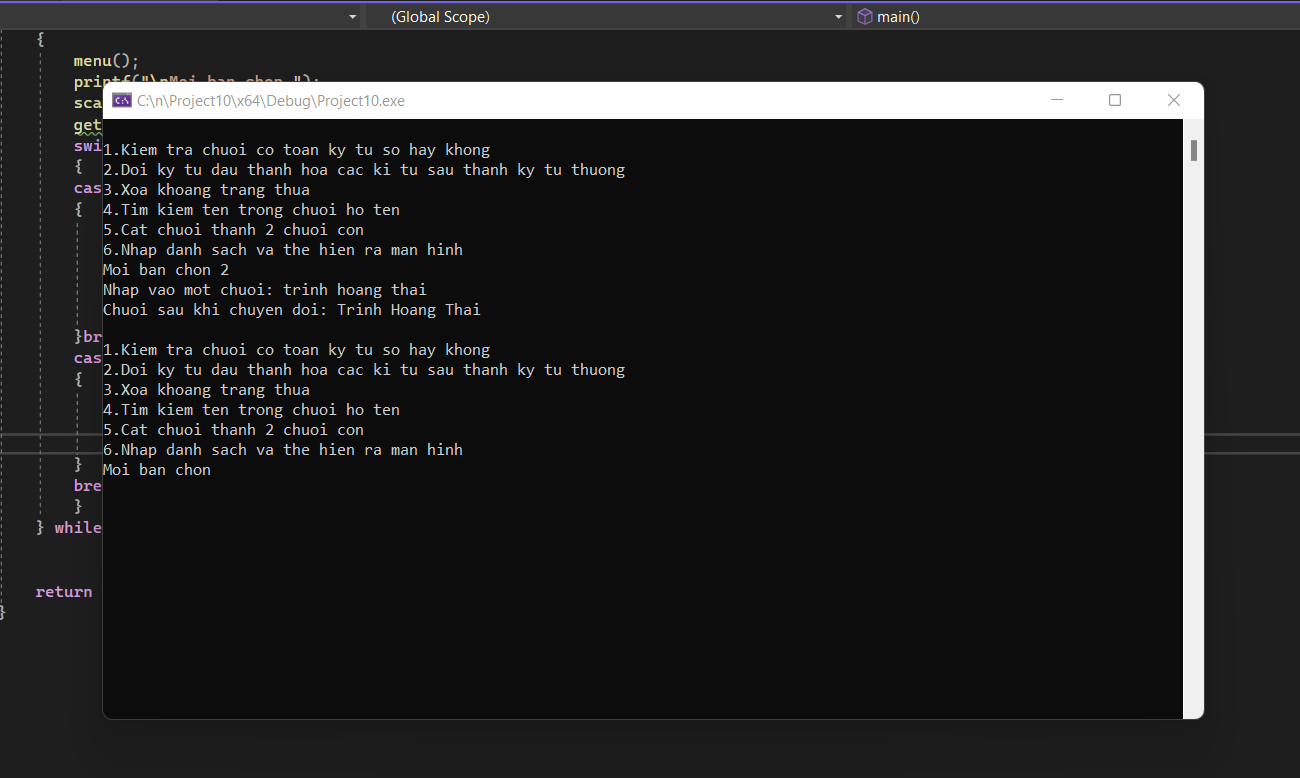 (Global Scope) main()
{
menu();
printf("\nMoi ban chon ");
sca
get
swi
{
cas
{
}br
cas
{
}
bre
}
} while
return
}
C:\n\Project10\x64\Debug\Project10.exe
1.Kiem tra chuoi co toan ky tu so hay khong
2.Doi ky tu dau thanh hoa cac ki tu sau thanh ky tu thuong
3.Xoa khoang trang thua
4.Tim kiem ten trong chuoi ho ten
5.Cat chuoi thanh 2 chuoi con
6.Nhap danh sach va the hien ra man hinh
Moi ban chon 2
Nhap vao mot chuoi: trinh hoang thai
Chuoi sau khi chuyen doi: Trinh Hoang Thai
1.Kiem tra chuoi co toan ky tu so hay khong
2.Doi ky tu dau thanh hoa cac ki tu sau thanh ky tu thuong
3.Xoa khoang trang thua
4.Tim kiem ten trong chuoi ho ten
5.Cat chuoi thanh 2 chuoi con
6.Nhap danh sach va the hien ra man hinh
Moi ban chon